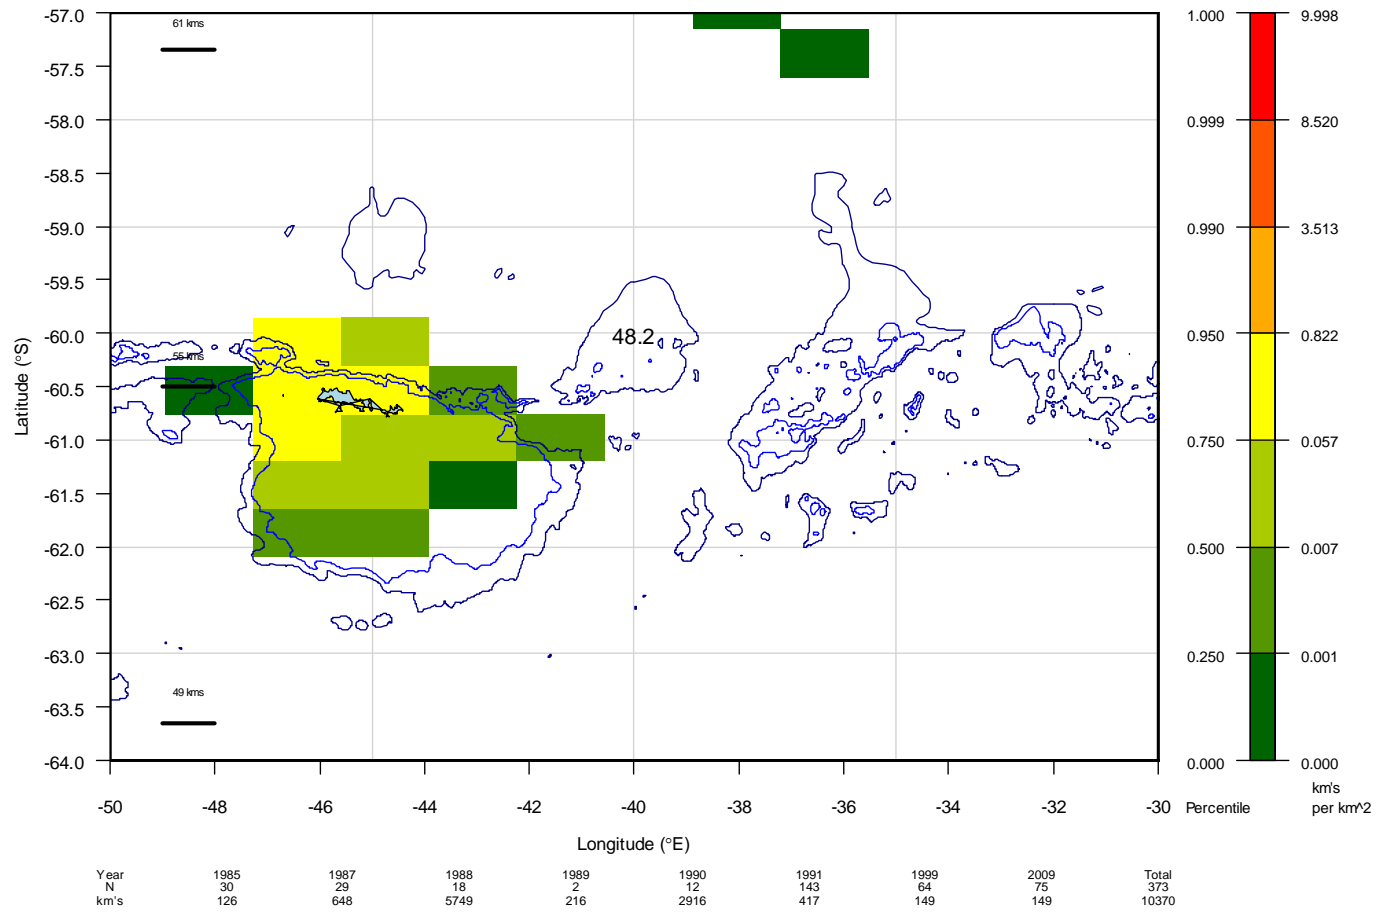 -57.0
-57.5
-58.0
-58.5
-59.0
-59.5
-60.0
-60.5
-61.0
-61.5
-62.0
-62.5
-63.0
-63.5
-64.0
Latitude (°S)
61 kms
55 kms
49 kms
48.2
-50 -48 -46 -44 -42 -40 -38 -36 -34 -32 -30
Longitude (°E)
1.000 9.998
0.999 8.520
0.990 3.513
0.950 0.822
0.750 0.057
0.500 0.007
0.250 0.001
0.000 0.000
Percentile
km's
per km^2
Year 1985 1987 1988 1989 1990 1991 1999 2009 Total
N 30 29 18 2 12 143 64 75 373
km's 126 648 5749 216 2916 417 149 149 10370